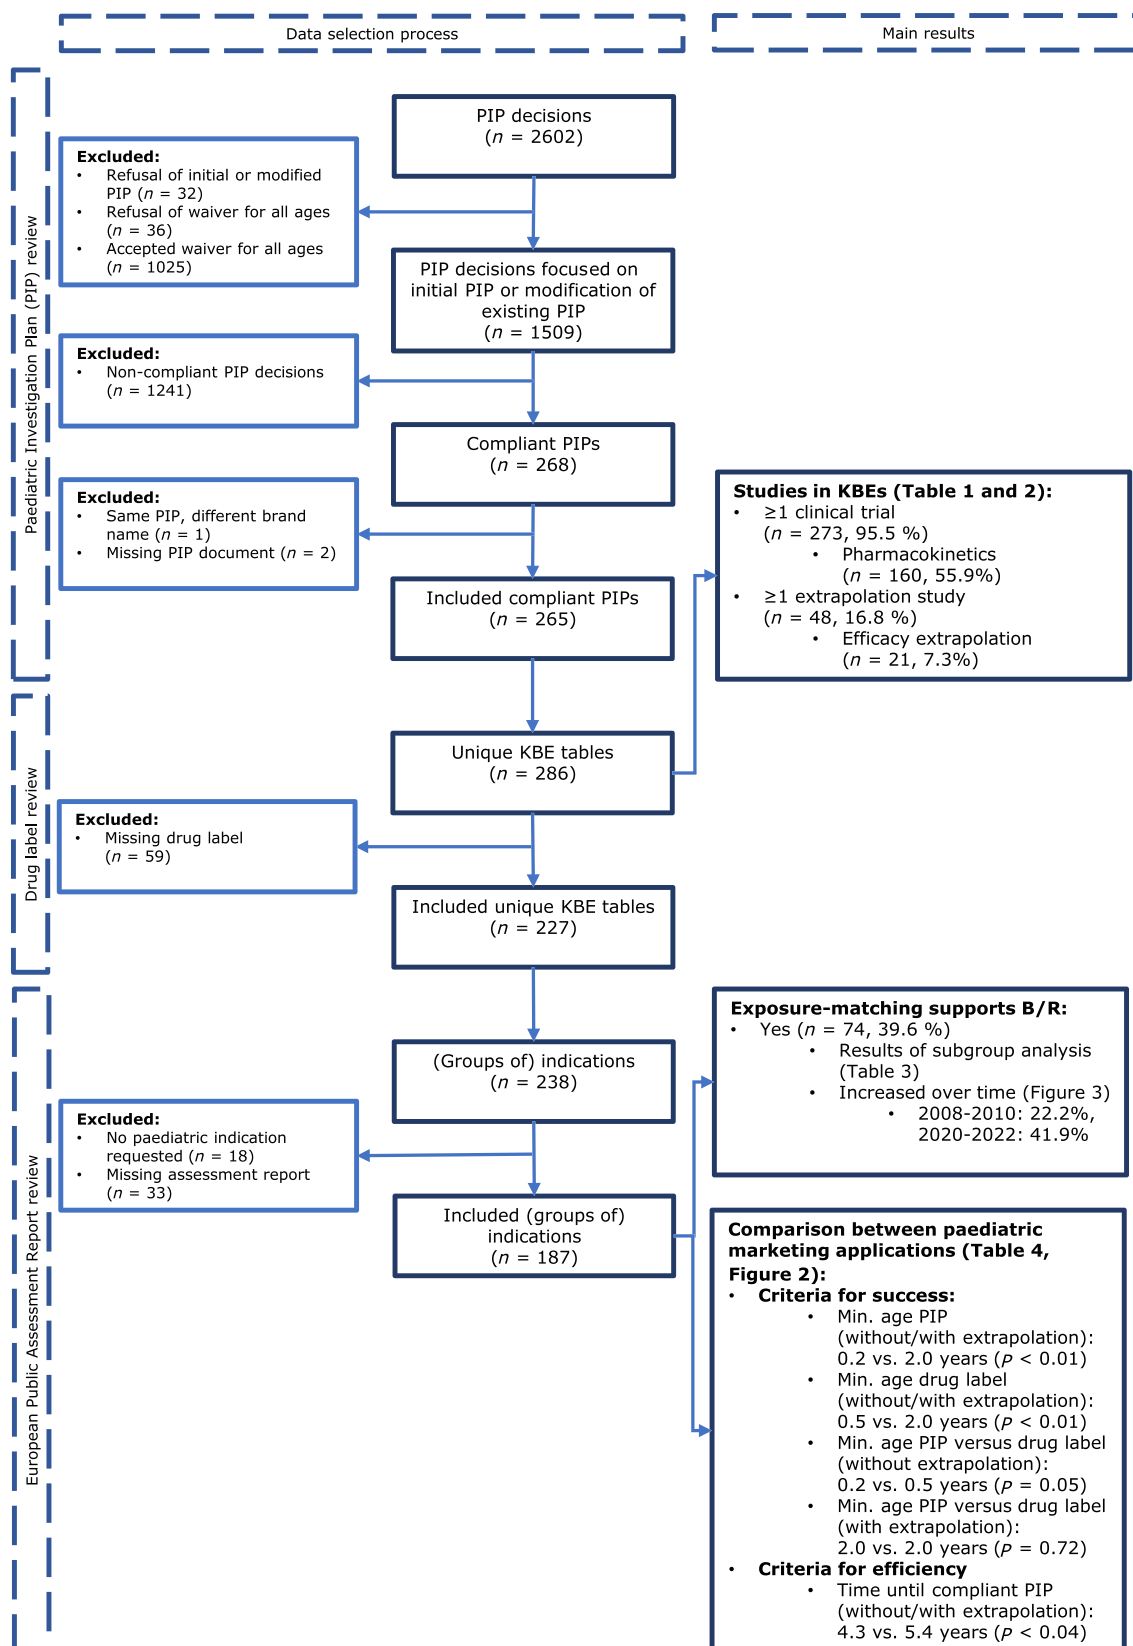 Data selection process
Main results
Paediatric Investigation Plan (PIP) review
PIP decisions
(n = 2602)
Excluded:
• Refusal of initial or modified
PIP (n = 32)
• Refusal of waiver for all ages
(n = 36)
• Accepted waiver for all ages
(n = 1025)
PIP decisions focused on
initial PIP or modification of
existing PIP
(n = 1509)
Excluded:
• Non-compliant PIP decisions
(n = 1241)
Compliant PIPs
(n = 268)
Excluded:
• Same PIP, different brand
name (n = 1)
• Missing PIP document (n = 2)
Included compliant PIPs
(n = 265)
Studies in KBEs (Table 1 and 2):
• ≥1 clinical trial
(n = 273, 95.5 %)
• Pharmacokinetics
(n = 160, 55.9%)
• ≥1 extrapolation study
(n = 48, 16.8 %)
• Efficacy extrapolation
(n = 21, 7.3%)
Drug label review
Unique KBE tables
(n = 286)
Excluded:
• Missing drug label
(n = 59)
Included unique KBE tables
(n = 227)
European Public Assessment Report review
(Groups of) indications
(n = 238)
Excluded:
• No paediatric indication
requested (n = 18)
• Missing assessment report
(n = 33)
Included (groups of)
indications
(n = 187)
Exposure-matching supports B/R:
• Yes (n = 74, 39.6 %)
• Results of subgroup analysis
(Table 3)
• Increased over time (Figure 3)
• 2008-2010: 22.2%,
2020-2022: 41.9%
Comparison between paediatric
marketing applications (Table 4,
Figure 2):
• Criteria for success:
• Min. age PIP
(without/with extrapolation):
0.2 vs. 2.0 years (P < 0.01)
• Min. age drug label
(without/with extrapolation):
0.5 vs. 2.0 years (P < 0.01)
• Min. age PIP versus drug label
(without extrapolation):
0.2 vs. 0.5 years (P = 0.05)
• Min. age PIP versus drug label
(with extrapolation):
2.0 vs. 2.0 years (P = 0.72)
• Criteria for efficiency
• Time until compliant PIP
(without/with extrapolation):
4.3 vs. 5.4 years (P < 0.04)